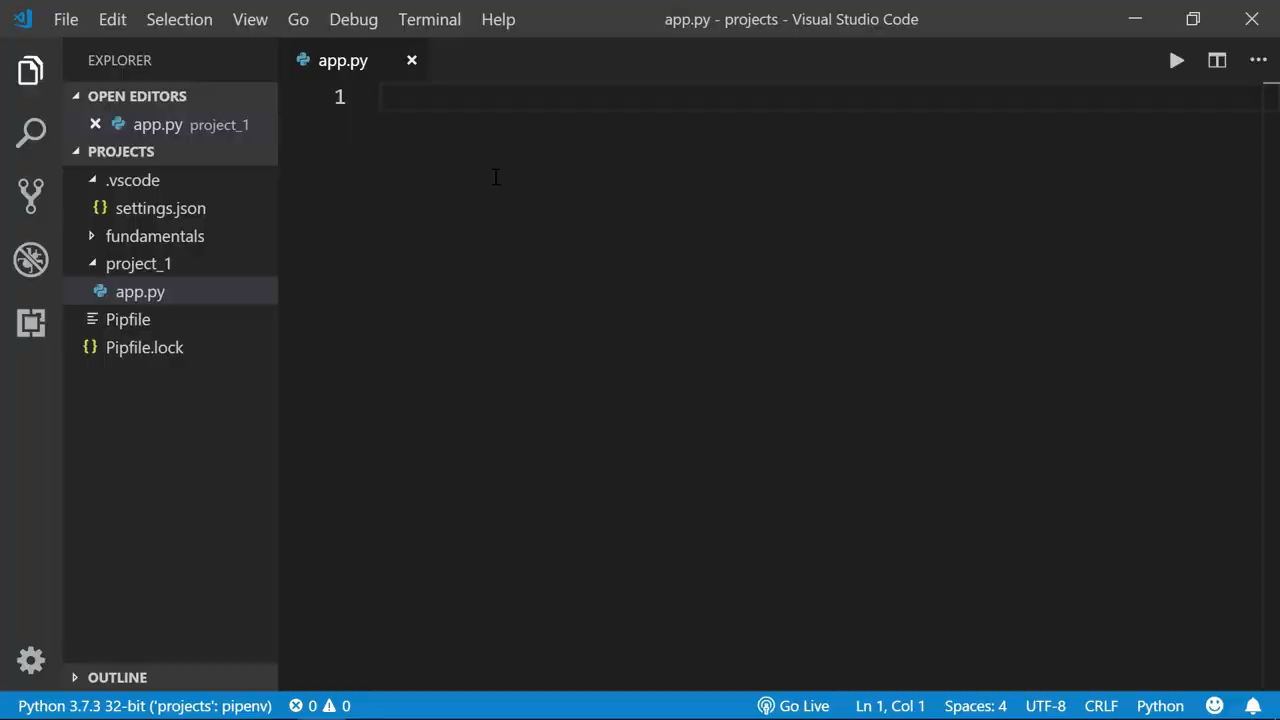 File Edit Selection View Go Debug Terminal Help app.py - projects - Visual Studio Code
EXPLORER
app.py
OPEN EDITORS
1
app.py project_1
PROJECTS
.vscode
{} settings.json
fundamentals
project_1
app.py
Pipfile
{} Pipfile.lock
OUTLINE
Python 3.7.3 32-bit ('projects': pipenv) 0 0 Go Live Ln 1, Col 1 Spaces: 4 UTF-8 CRLF Python